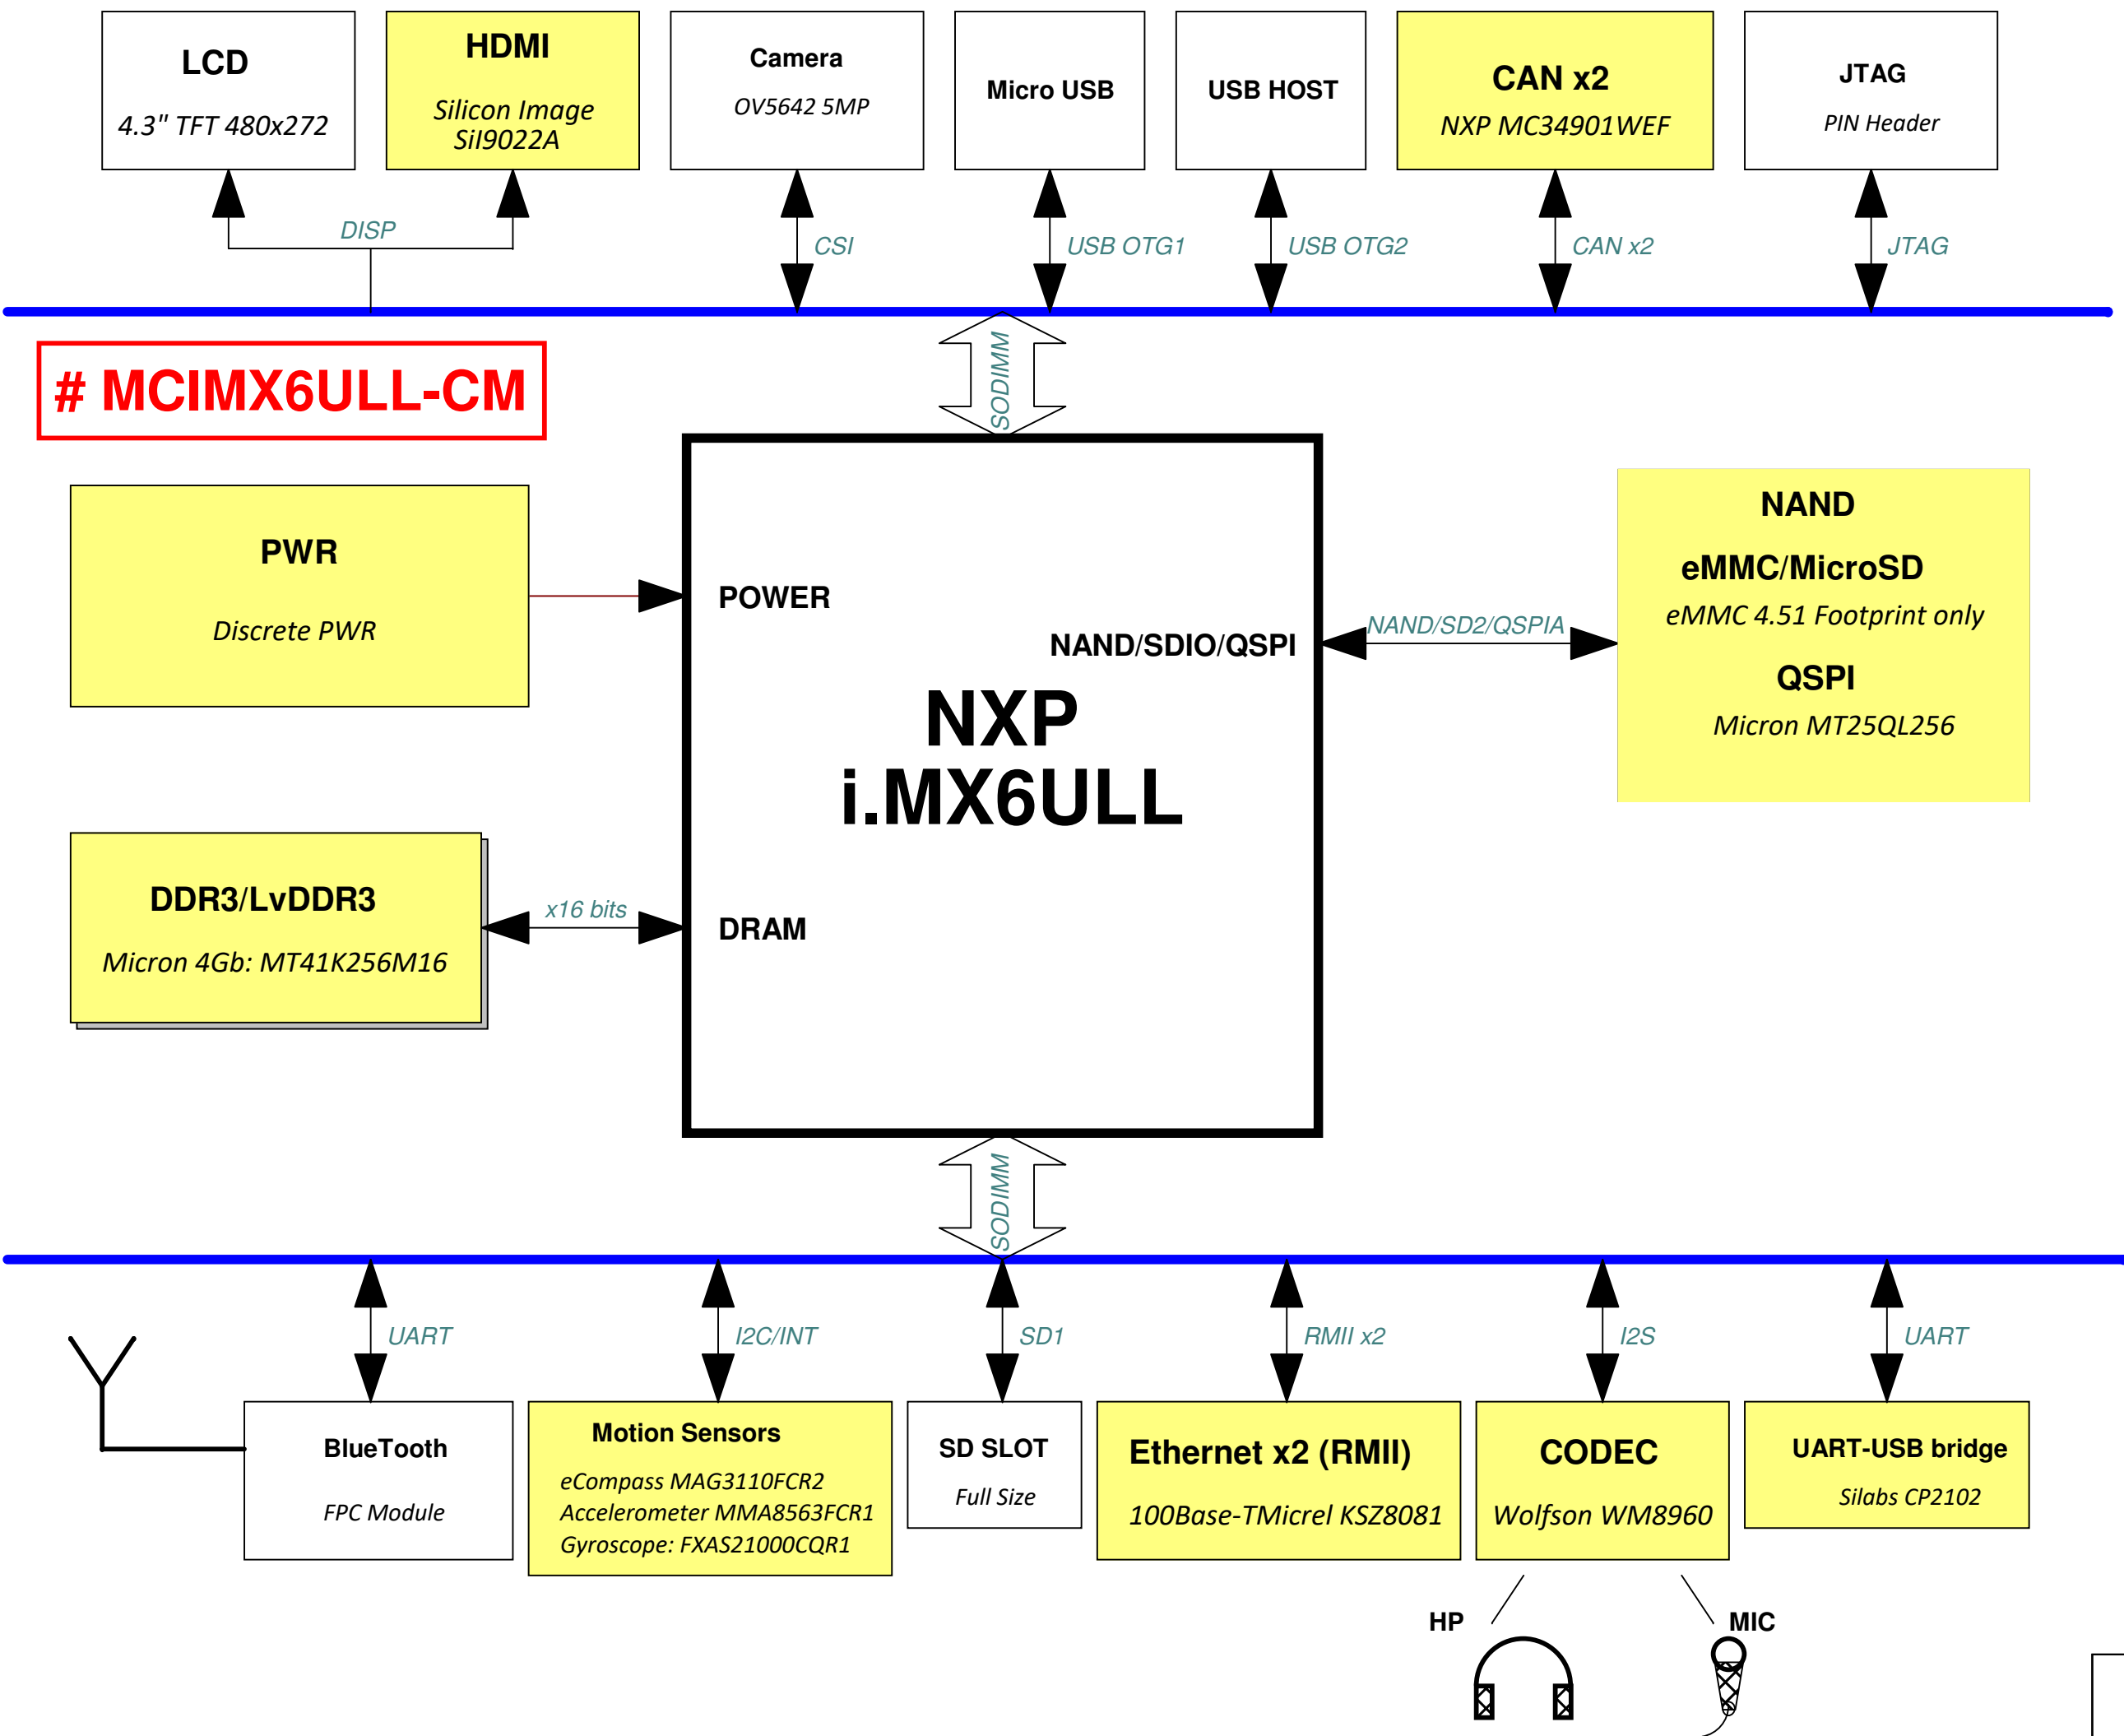 LCD
4.3" TFT 480x272
HDMI
Silicon Image
SiI9022A
Camera
OV5642 5MP
Micro USB
USB HOST
CAN x2
NXP MC34901WEF
JTAG
PIN Header
DISP
CSI
USB OTG1
USB OTG2
CAN x2
JTAG
# MCIMX6ULL-CM
SODIMM
PWR
Discrete PWR
POWER
NAND/SDIO/QSPI
NAND/SD2/QSPIA
NAND
eMMC/MicroSD
eMMC 4.51 Footprint only
QSPI
Micron MT25QL256
NXP
i.MX6ULL
DDR3/LvDDR3
Micron 4Gb: MT41K256M16
x16 bits
DRAM
SODIMM
UART
I2C/INT
SD1
RMII x2
I2S
UART
BlueTooth
FPC Module
Motion Sensors
eCompass MAG3110FCR2
Accelerometer MMA8563FCR1
Gyroscope: FXAS21000CQR1
SD SLOT
Full Size
Ethernet x2 (RMII)
100Base-TMicrel KSZ8081
CODEC
Wolfson WM8960
UART-USB bridge
Silabs CP2102
HP
MIC